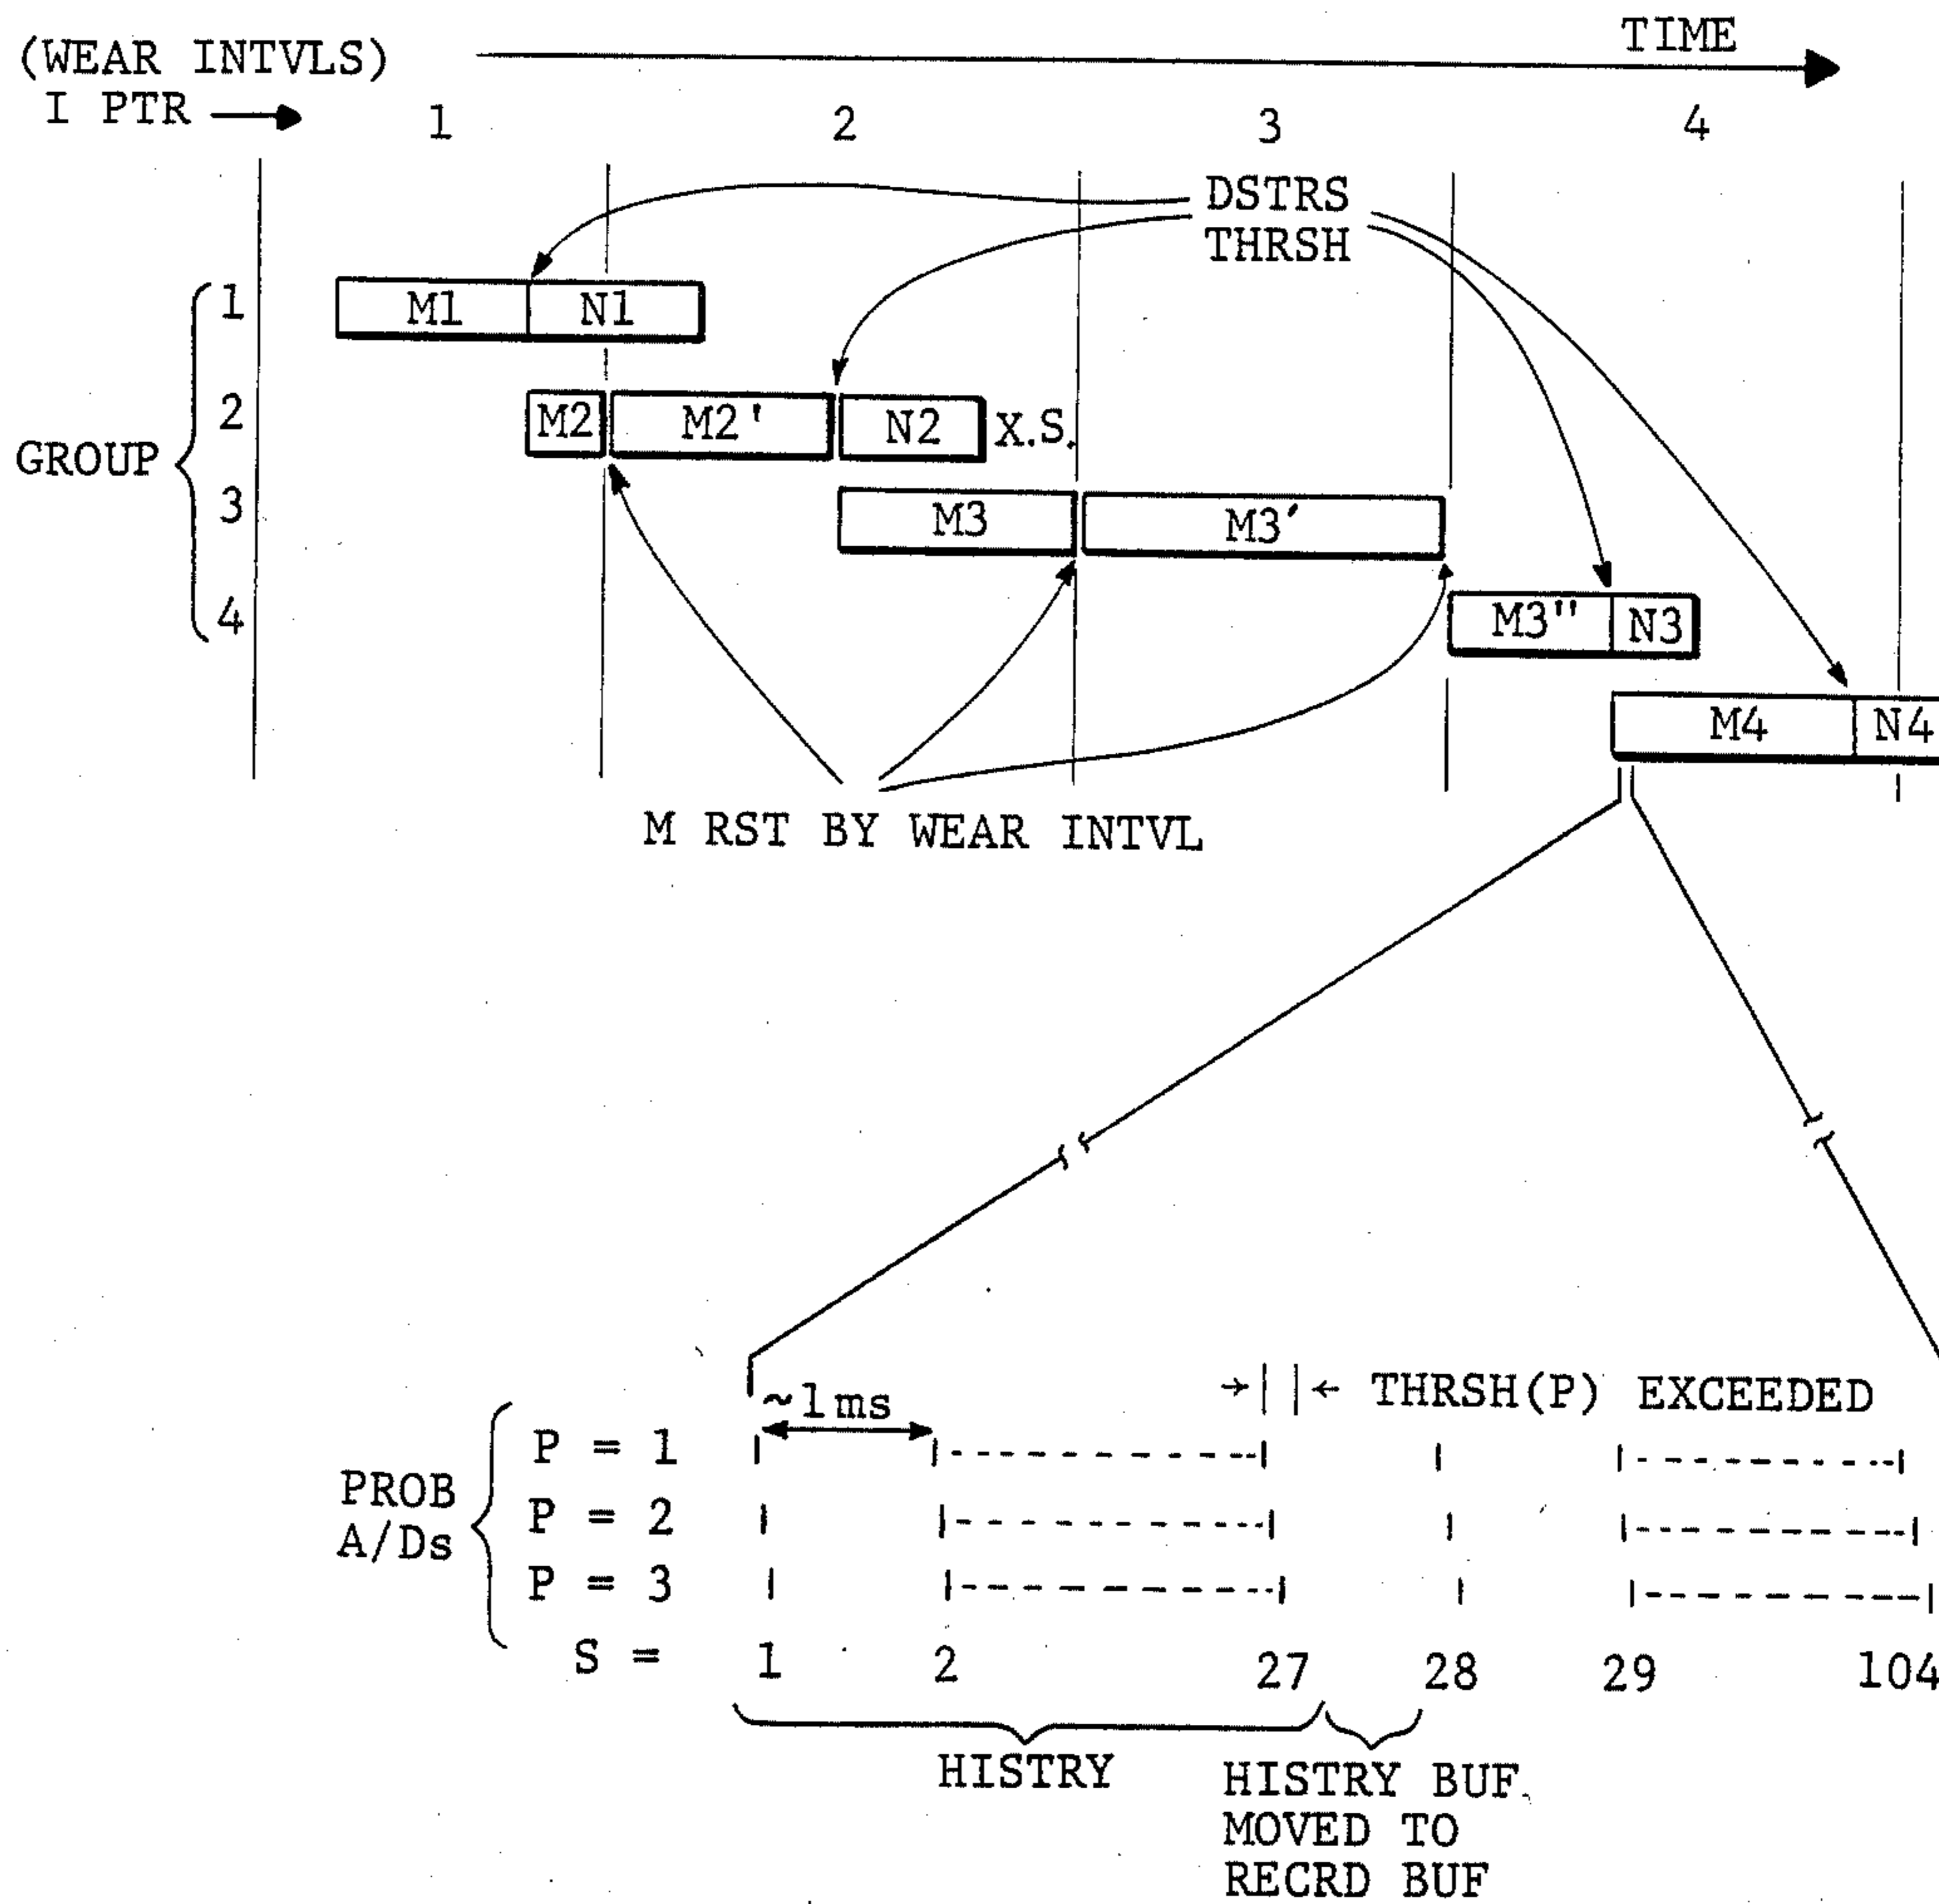 TIME
(WEAR INTVLS)
I PTR
1 2 3 4
DSTRS
THRSH
1 M1 N1
2 M2 M2' N2 X.S.
GROUP
3 M3 M3'
4 M3" N3
M4 N4
M RST BY WEAR INTVL
~1ms
THRSH(P) EXCEEDED
P = 1
PROB
A/Ds
P = 2
P = 3
S = 1 2 27 28 29 104
HISTRY
HISTRY BUF.
MOVED TO
RECRD BUF